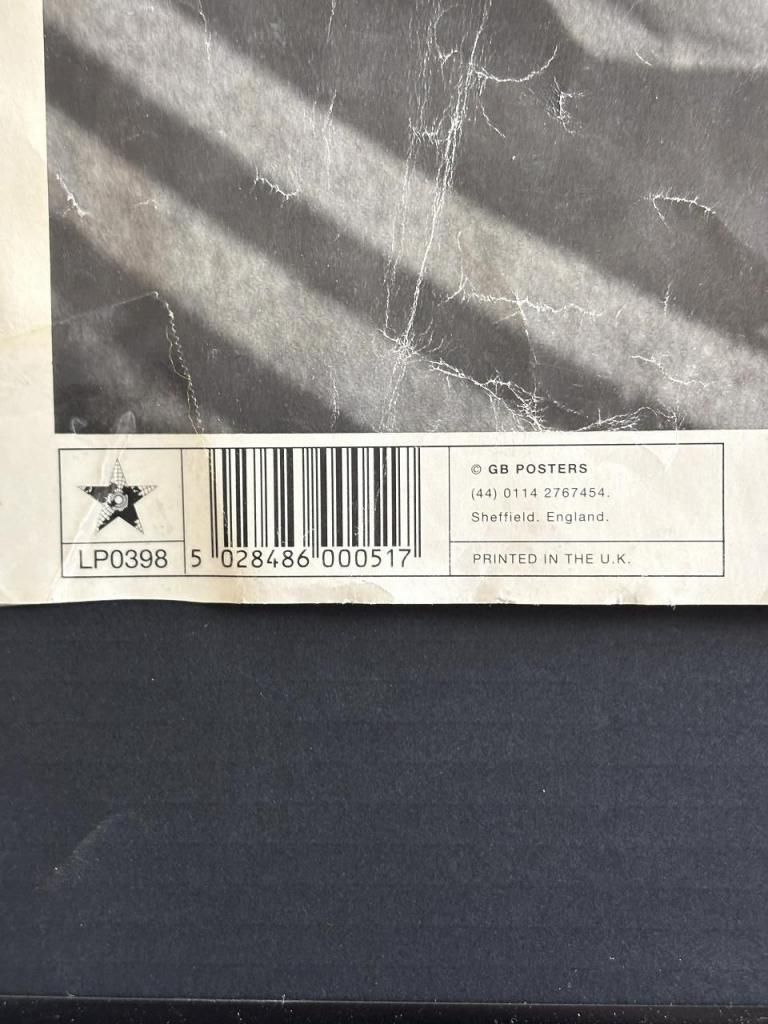 © GB POSTERS
(44) 0114 2767454.
Sheffield. England.
LP0398
5 028486 000517
PRINTED IN THE U.K.